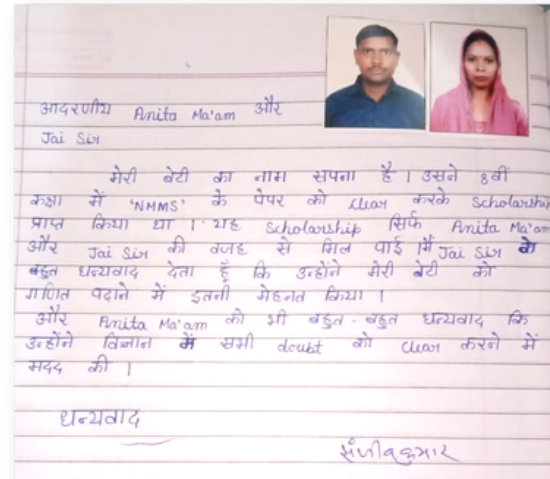 आदरणीय Anita Ma'am और
Jai Sir
मेरी बेटी का नाम सपना है । उसने 8वीं
कक्षा में 'NMMS' के पेपर को clear करके Scholarship
प्राप्त किया था । यह Scholarship सिर्फ Anita Ma'am
और Jai Sir की वजह से मिल पाई । मैं Jai Sir के
बहुत धन्यवाद देता हूँ कि उन्होंने मेरी बेटी को
गणित पढ़ाने में इतनी मेहनत किया ।
और Anita Ma'am को भी बहुत - बहुत धन्यवाद कि
उन्होंने विज्ञान में सभी doubt को clear करने में
मदद की ।
धन्यवाद
संजीव कुमार